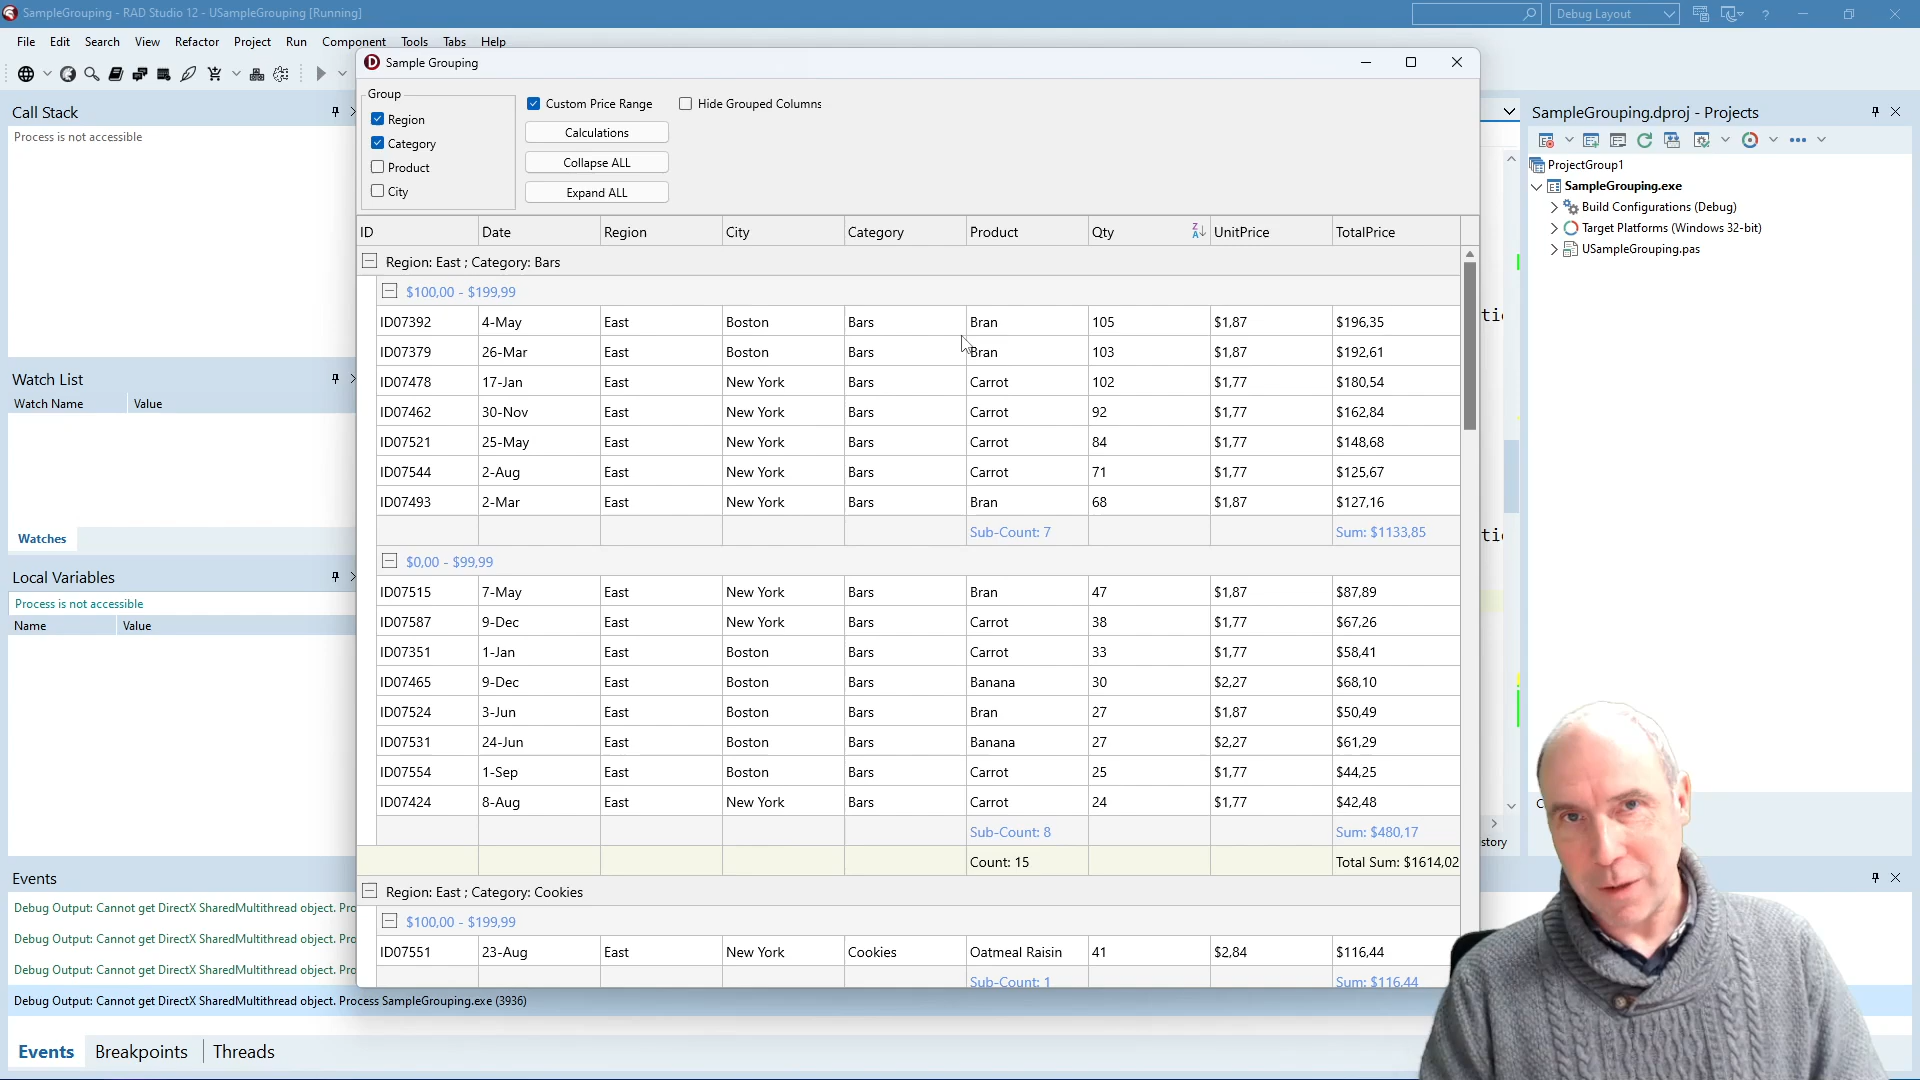 SampleGrouping - RAD Studio 12 - USampleGrouping [Running]
Debug Layout
File Edit Search View Refactor Project Run Component Tools Tabs Help
Sample Grouping
Call Stack
Process is not accessible
Group
Region
Category
Product
City
Custom Price Range
Hide Grouped Columns
Calculations
Collapse ALL
Expand ALL
SampleGrouping.dproj - Projects
ProjectGroup1
SampleGrouping.exe
Build Configurations (Debug)
Target Platforms (Windows 32-bit)
USampleGrouping.pas
ID Date Region City Category Product Qty UnitPrice TotalPrice
Region: East ; Category: Bars
$100,00 - $199,99
ID07392 4-May East Boston Bars Bran 105 $1,87 $196,35
ID07379 26-Mar East Boston Bars Bran 103 $1,87 $192,61
ID07478 17-Jan East New York Bars Carrot 102 $1,77 $180,54
ID07462 30-Nov East New York Bars Carrot 92 $1,77 $162,84
ID07521 25-May East New York Bars Carrot 84 $1,77 $148,68
ID07544 2-Aug East New York Bars Carrot 71 $1,77 $125,67
ID07493 2-Mar East New York Bars Bran 68 $1,87 $127,16
Sub-Count: 7 Sum: $1133,85
$0,00 - $99,99
ID07515 7-May East New York Bars Bran 47 $1,87 $87,89
ID07587 9-Dec East New York Bars Carrot 38 $1,77 $67,26
ID07351 1-Jan East Boston Bars Carrot 33 $1,77 $58,41
ID07465 9-Dec East Boston Bars Banana 30 $2,27 $68,10
ID07524 3-Jun East Boston Bars Bran 27 $1,87 $50,49
ID07531 24-Jun East Boston Bars Banana 27 $2,27 $61,29
ID07554 1-Sep East Boston Bars Carrot 25 $1,77 $44,25
ID07424 8-Aug East New York Bars Carrot 24 $1,77 $42,48
Sub-Count: 8 Sum: $480,17
Count: 15 Total Sum: $1614,02
Region: East ; Category: Cookies
$100,00 - $199,99
ID07551 23-Aug East New York Cookies Oatmeal Raisin 41 $2,84 $116,44
Sub-Count: 1 Sum: $116,44
Watch List
Watch Name Value
Watches
Local Variables
Process is not accessible
Name Value
tic
tic
story
Events
Debug Output: Cannot get DirectX SharedMultithread object. Pro
Debug Output: Cannot get DirectX SharedMultithread object. Pro
Debug Output: Cannot get DirectX SharedMultithread object. Pro
Debug Output: Cannot get DirectX SharedMultithread object. Process SampleGrouping.exe (3936)
Events Breakpoints Threads